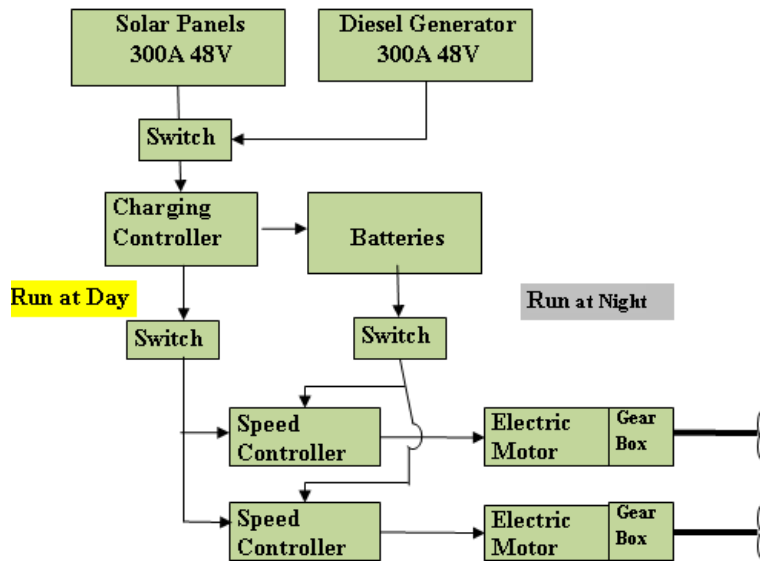 Solar Panels
300A 48V
Diesel Generator
300A 48V
Switch
Charging
Controller
Batteries
Run at Day
Run at Night
Switch
Switch
Speed
Controller
Electric
Motor
Gear
Box
Speed
Controller
Electric
Motor
Gear
Box